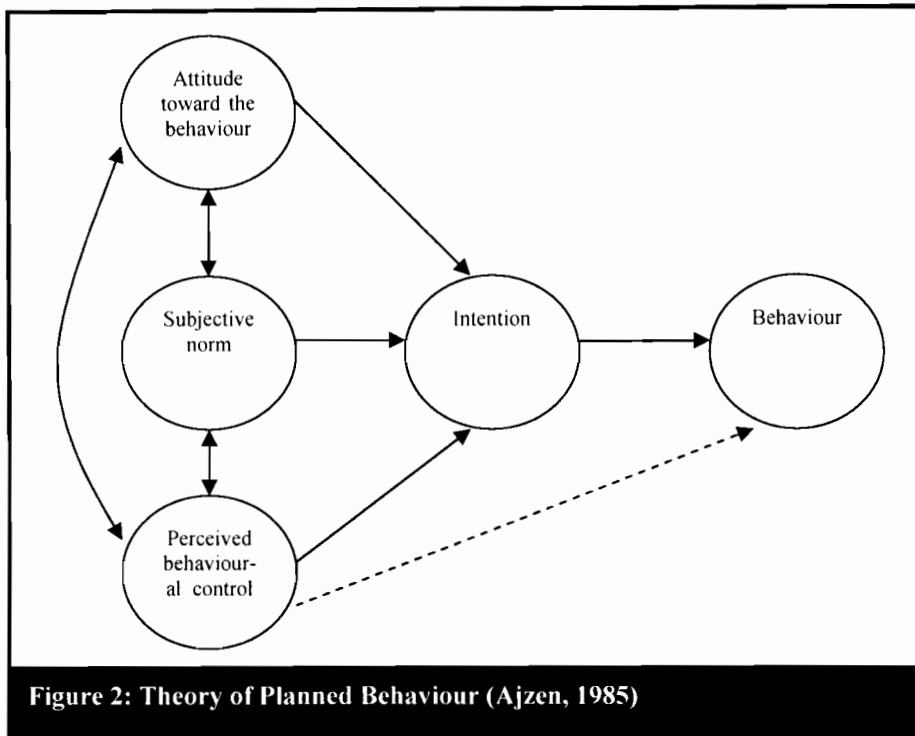 Attitude
toward the
behaviour
Subjective
norm
Intention
Behaviour
Perceived
behaviour-
al control
Figure 2: Theory of Planned Behaviour (Ajzen, 1985)